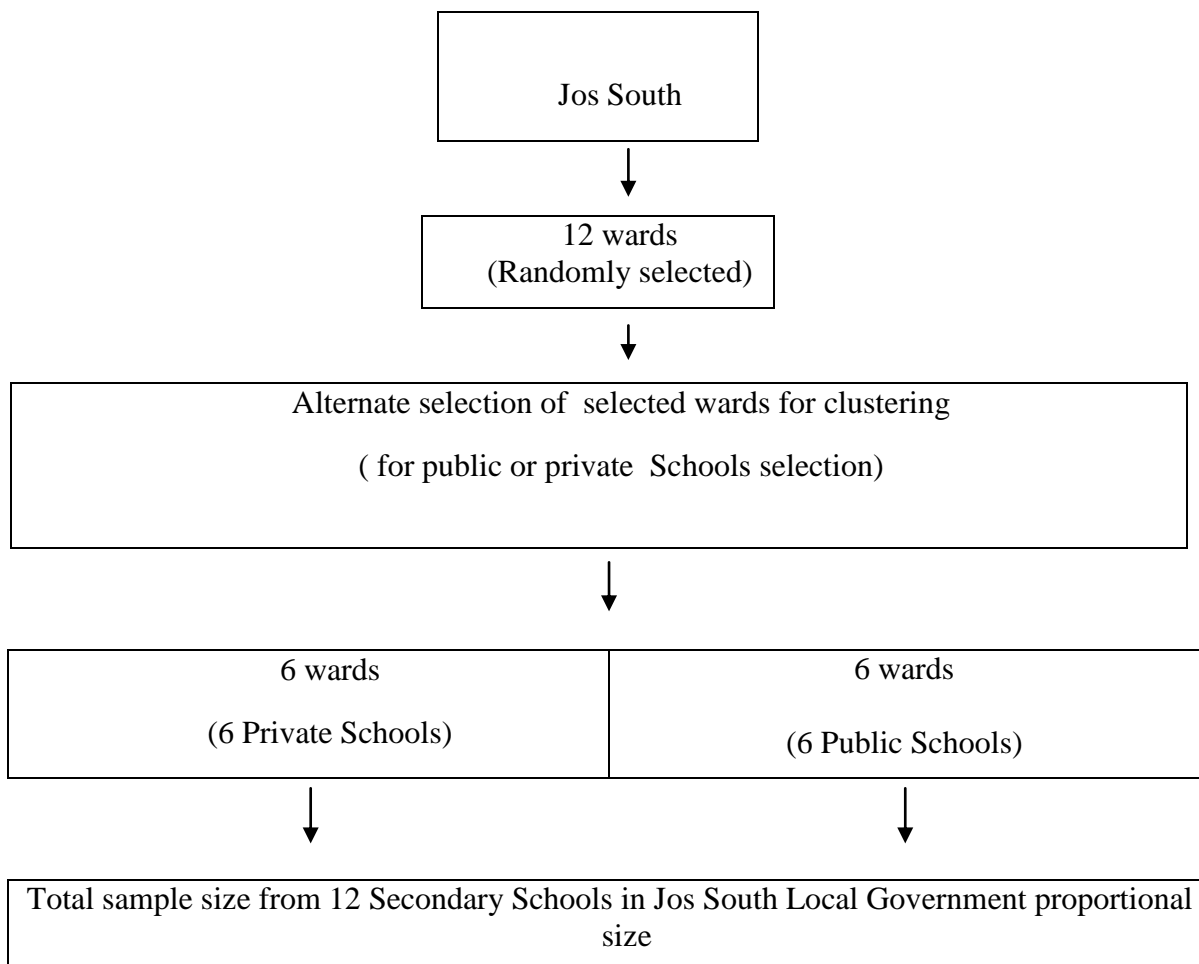 Jos South
12 wards
(Randomly selected)
Alternate selection of selected wards for clustering
( for public or private Schools selection)
6 wards
(6 Private Schools)
6 wards
(6 Public Schools)
Total sample size from 12 Secondary Schools in Jos South Local Government proportional
size